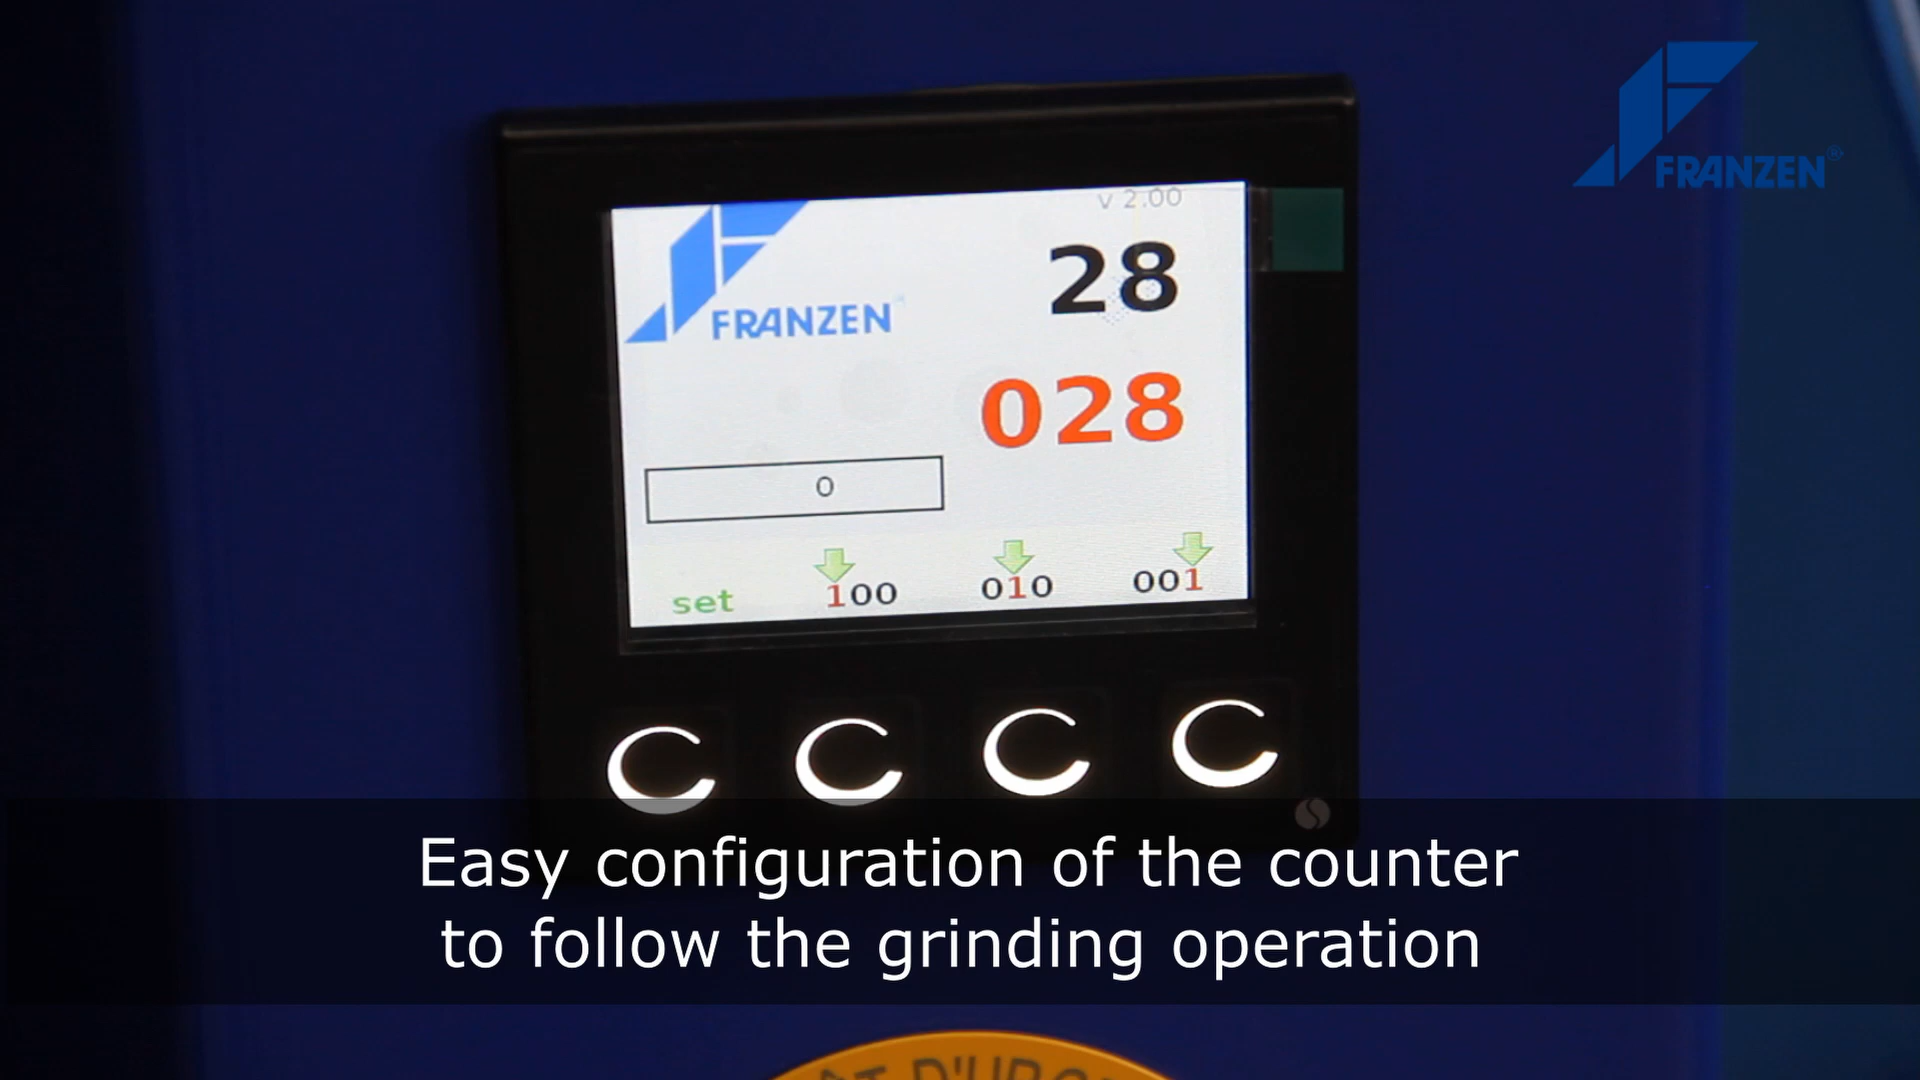 FRANZEN®
v 2.00
28
FRANZEN
028
0
set
100
010
001
Easy configuration of the counter
to follow the grinding operation
D'URG